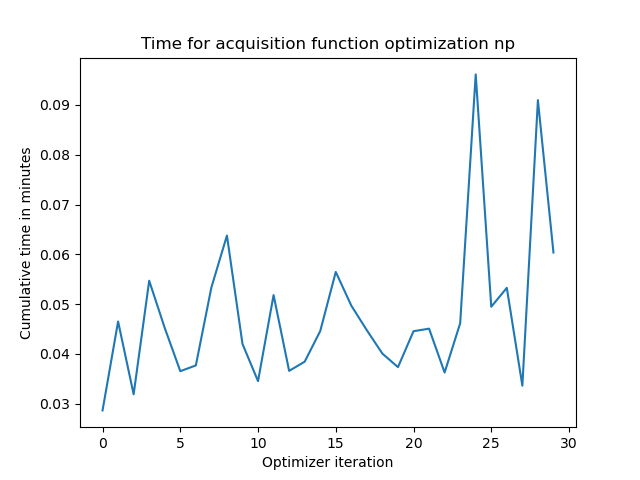 Time for acquisition function optimization np
Cumulative time in minutes
0.09
0.08
0.07
0.06
0.05
0.04
0.03
0 5 10 15 20 25 30
Optimizer iteration